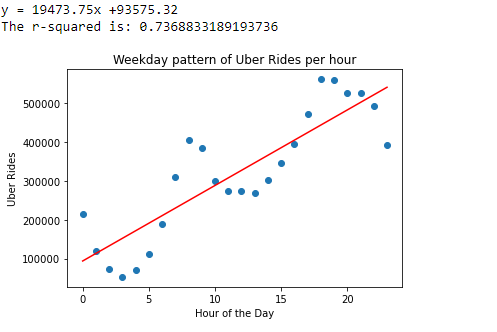 y = 19473.75x +93575.32
The r-squared is: 0.7368833189193736
Weekday pattern of Uber Rides per hour
500000
400000
300000
200000
100000
Uber Rides
0 5 10 15 20
Hour of the Day